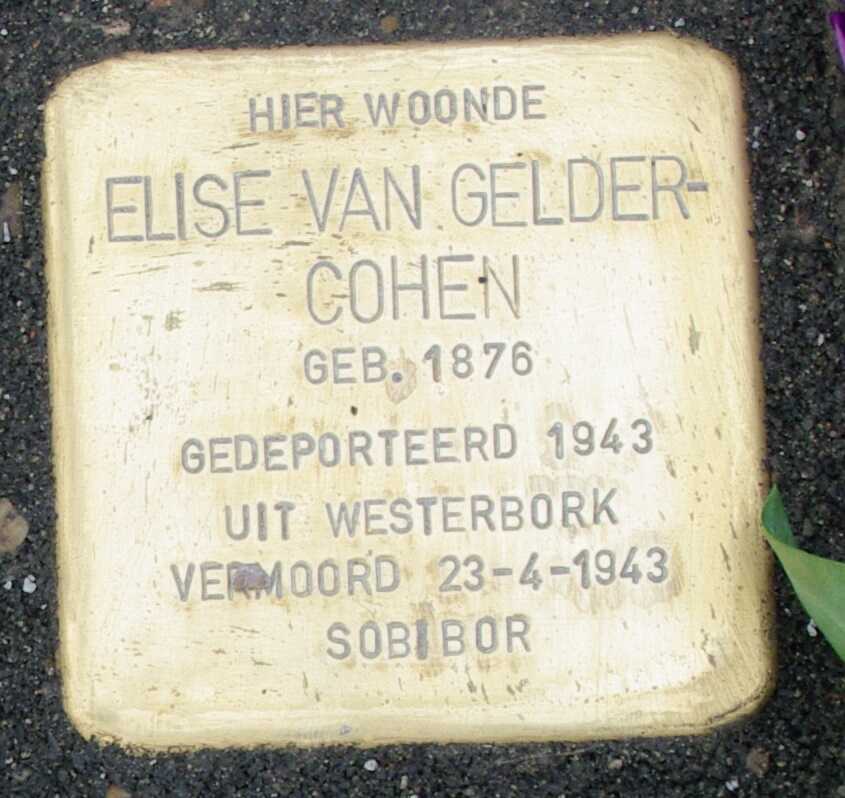 HIER WOONDE
ELISE VAN GELDER-
COHEN
GEB. 1876
GEDEPORTEERD 1943
UIT WESTERBORK
VERMOORD 23-4-1943
SOBIBOR